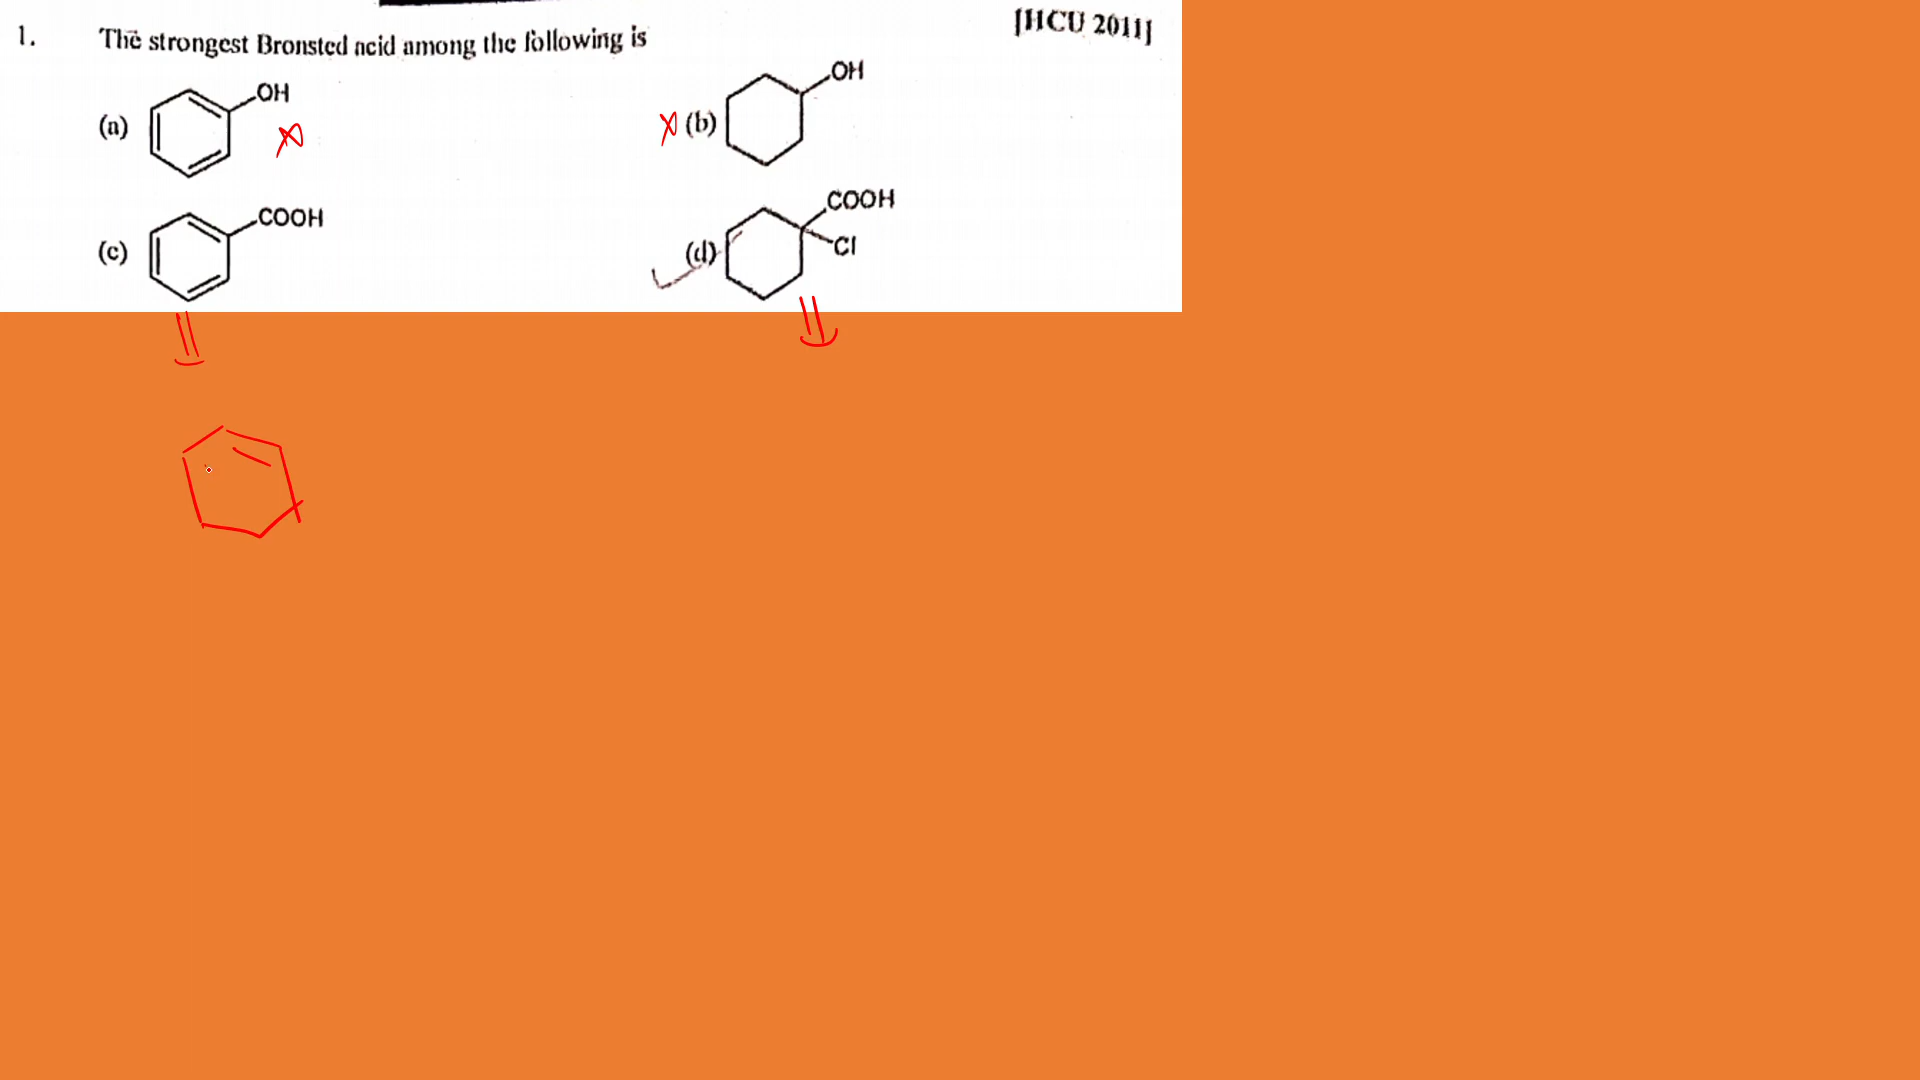 1. The strongest Bronsted acid among the following is [HCU 2011]
(a) OH
(b) OH
(c) COOH
(d) COOH
Cl